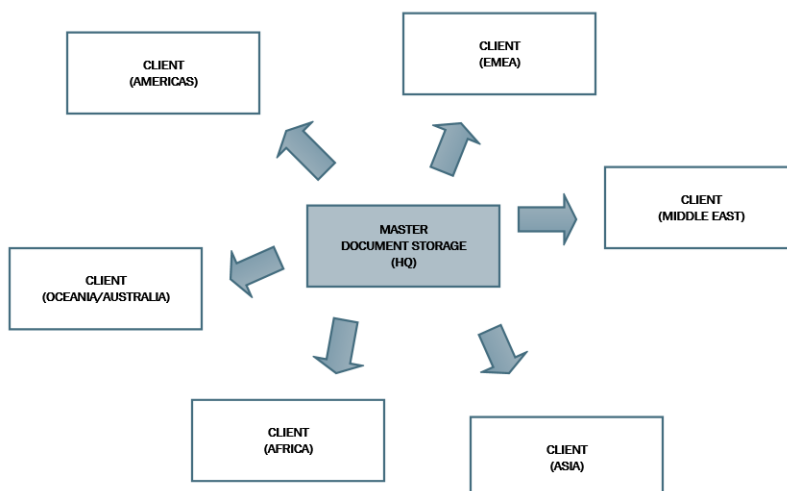 CLIENT
(AMERICAS)
CLIENT
(EMEA)
CLIENT
(MIDDLE EAST)
MASTER
DOCUMENT STORAGE
(HQ)
CLIENT
(OCEANIA/AUSTRALIA)
CLIENT
(AFRICA)
CLIENT
(ASIA)